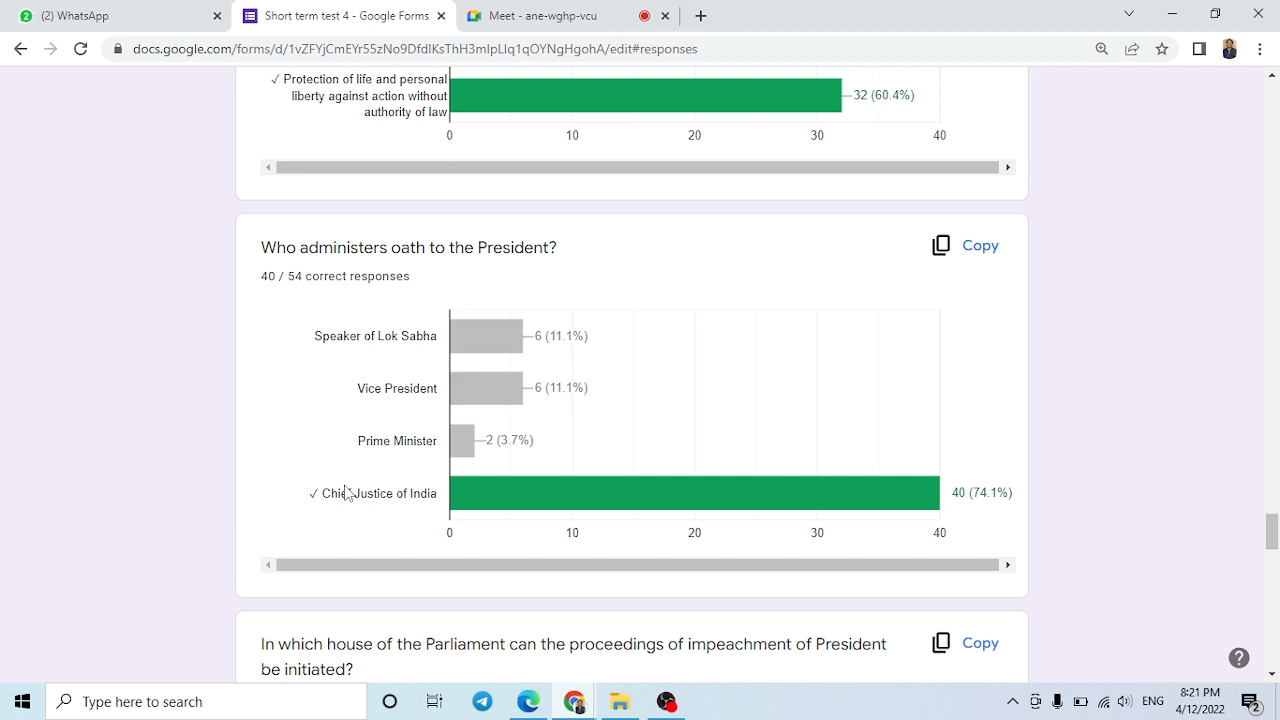 2 (2) WhatsApp
Short term test 4 - Google Forms
Meet - ane-wghp-vcu
docs.google.com/forms/d/1vZFYjCmEYr55zNo9DfdlKsThH3mIpLlq1qOYNgHgohA/edit#responses
✓ Protection of life and personal
liberty against action without
authority of law
32 (60.4%)
0 10 20 30 40
Who administers oath to the President?
Copy
40 / 54 correct responses
Speaker of Lok Sabha 6 (11.1%)
Vice President 6 (11.1%)
Prime Minister 2 (3.7%)
✓ Chief Justice of India 40 (74.1%)
0 10 20 30 40
In which house of the Parliament can the proceedings of impeachment of President
be initiated?
Copy
Type here to search
ENG
8:21 PM
4/12/2022
2